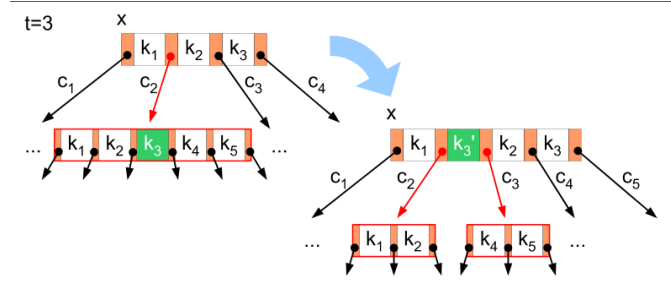 t=3
x
k1 k2 k3
c1 c2 c3 c4
... k1 k2 k3 k4 k5 ...
x
k1 k3' k2 k3
c1 c2 c3 c4 c5
... k1 k2 k4 k5 ...